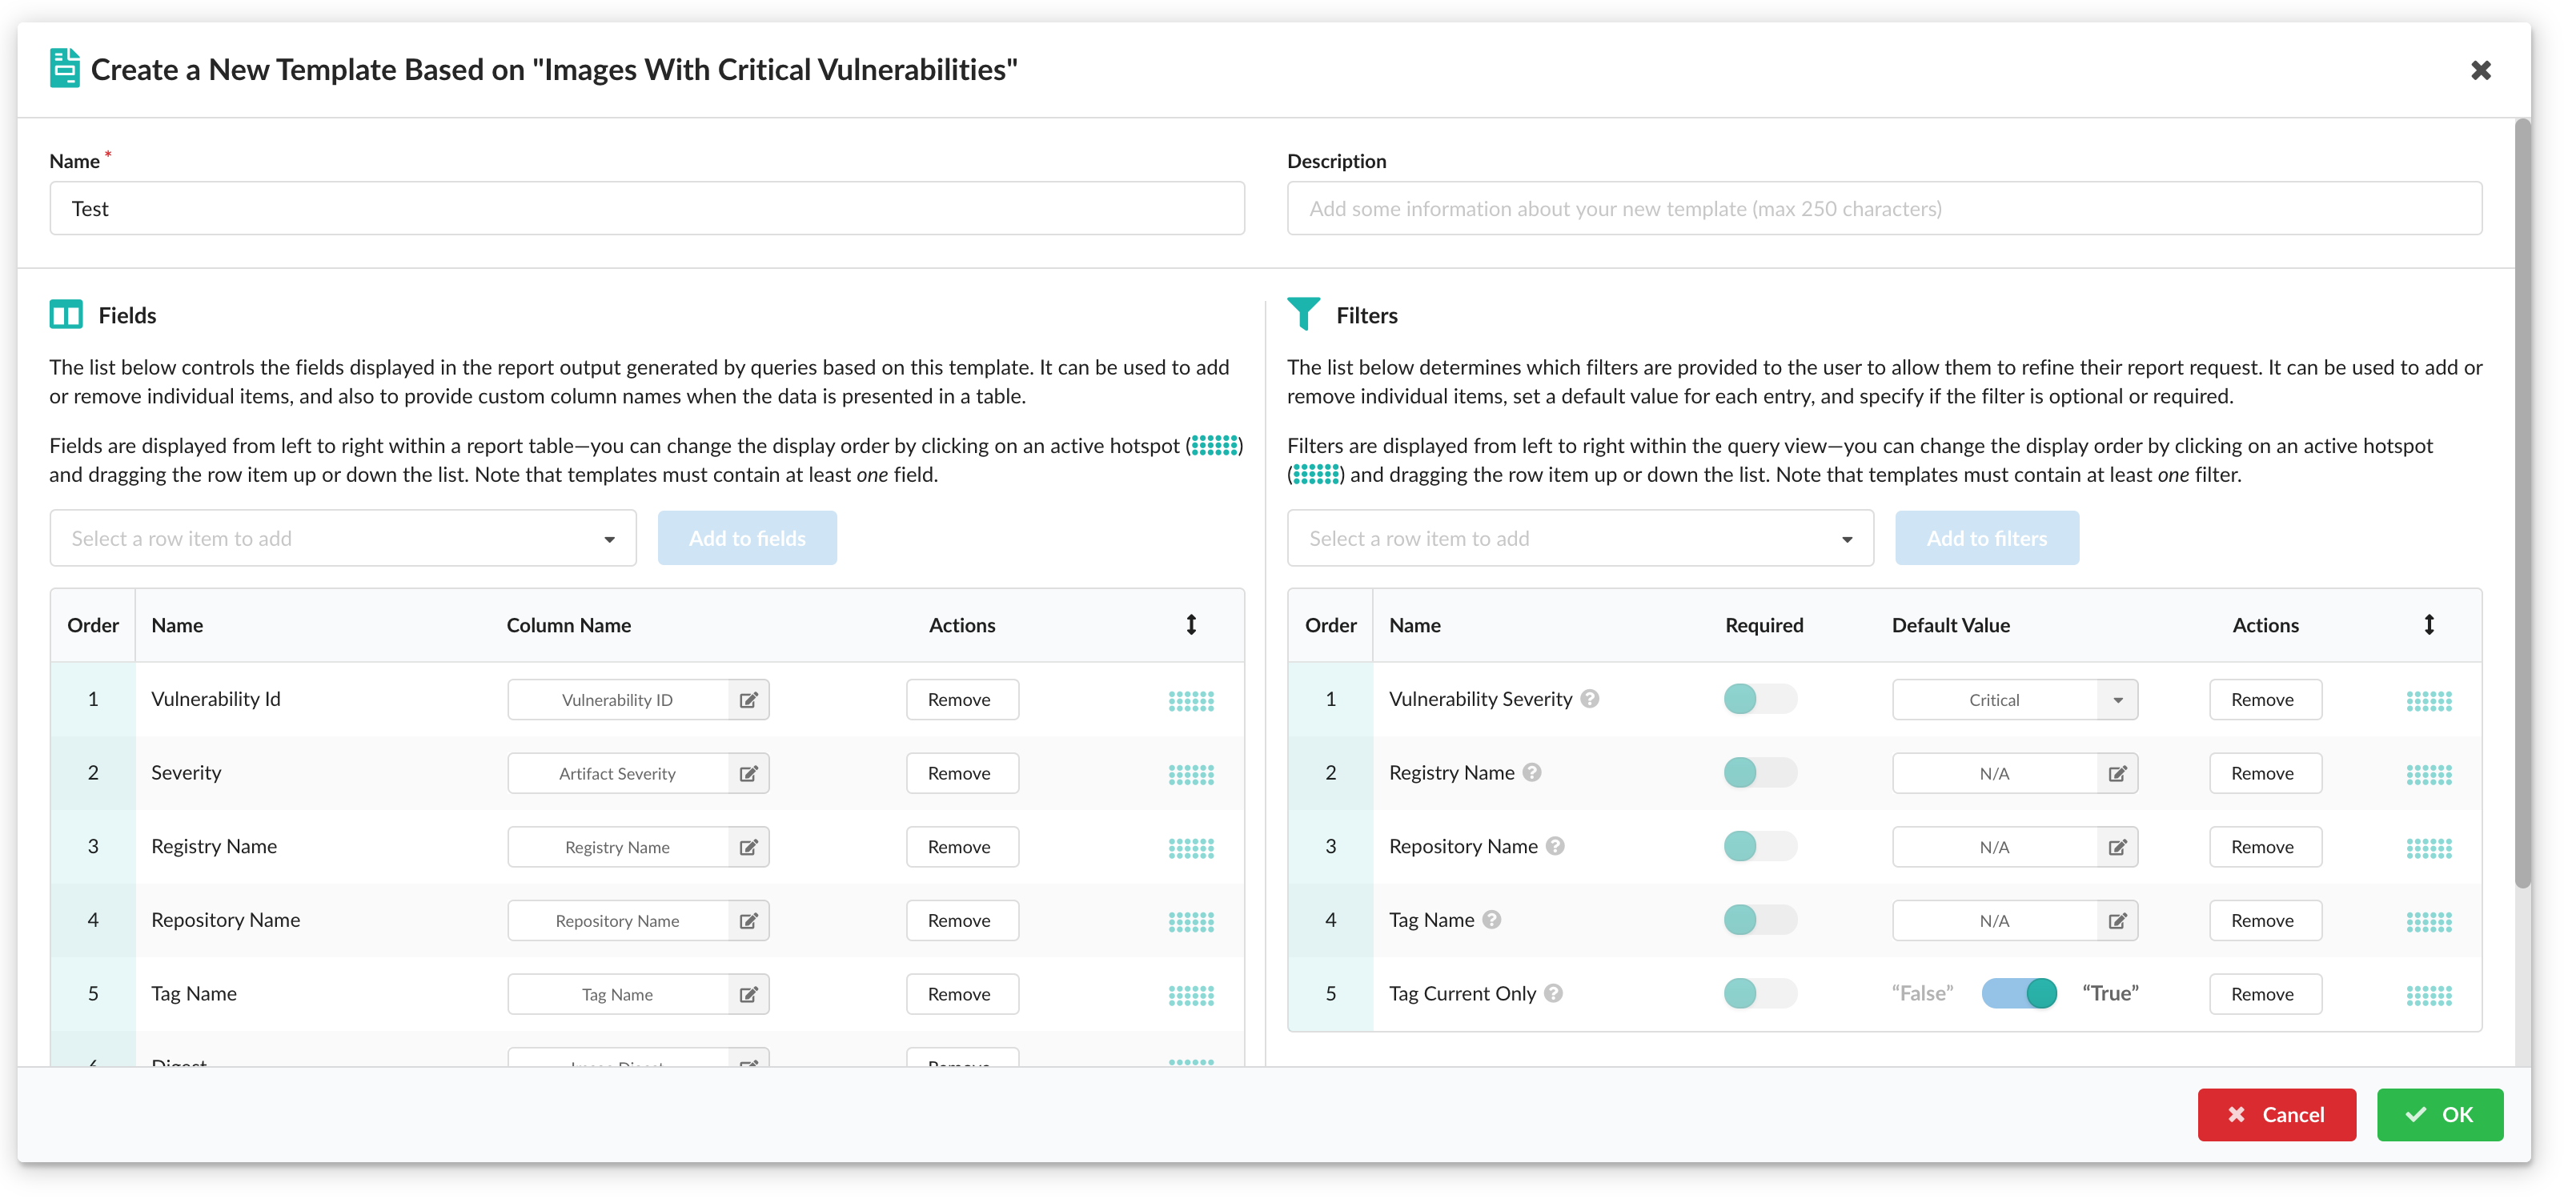 Create a New Template Based on "Images With Critical Vulnerabilities"
Name *
Test
Description
Add some information about your new template (max 250 characters)
Fields
The list below controls the fields displayed in the report output generated by queries based on this template. It can be used to add
or remove individual items, and also to provide custom column names when the data is presented in a table.
Fields are displayed from left to right within a report table—you can change the display order by clicking on an active hotspot ( )
and dragging the row item up or down the list. Note that templates must contain at least one field.
Select a row item to add
Add to fields
Order Name Column Name Actions
1 Vulnerability Id Vulnerability ID Remove
2 Severity Artifact Severity Remove
3 Registry Name Registry Name Remove
4 Repository Name Repository Name Remove
5 Tag Name Tag Name Remove
6 Digest Image Digest Remove
Filters
The list below determines which filters are provided to the user to allow them to refine their report request. It can be used to add or
remove individual items, set a default value for each entry, and specify if the filter is optional or required.
Filters are displayed from left to right within the query view—you can change the display order by clicking on an active hotspot
( ) and dragging the row item up or down the list. Note that templates must contain at least one filter.
Select a row item to add
Add to filters
Order Name Required Default Value Actions
1 Vulnerability Severity ? Critical Remove
2 Registry Name ? N/A Remove
3 Repository Name ? N/A Remove
4 Tag Name ? N/A Remove
5 Tag Current Only ? “False” “True” Remove
Cancel
OK